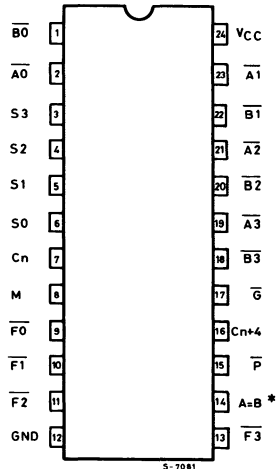 B0 1 24 VCC
A0 2 23 A1
S3 3 22 B1
S2 4 21 A2
S1 5 20 B2
S0 6 19 A3
Cn 7 18 B3
M 8 17 G
F0 9 16 Cn+4
F1 10 15 P
F2 11 14 A=B *
GND 12 13 F3
S-7081